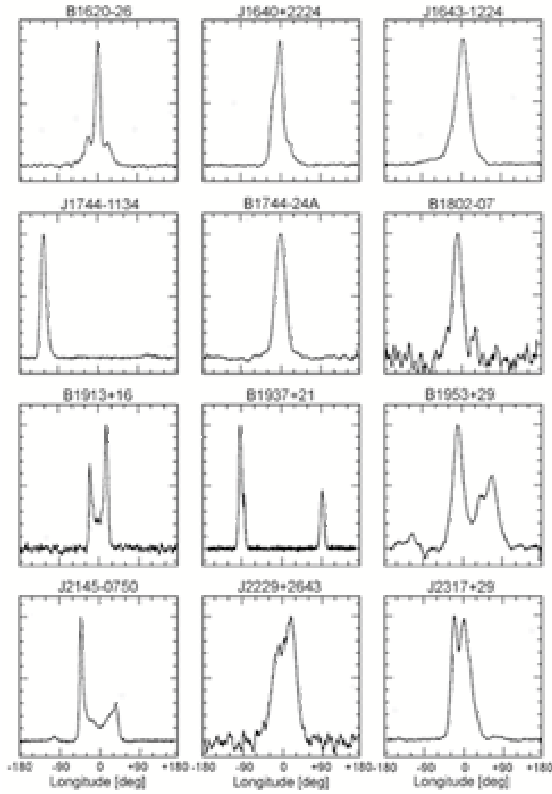 B1620-26 J1640+2224 J1643-1224
J1744-1134 B1744-24A B1802-07
B1913+16 B1937+21 B1953+29
J2145-0750 J2229+2643 J2317+29
-180 -90 0 +90 +180 -180 -90 0 +90 +180 -180 -90 0 +90 +180
Longitude [deg] Longitude [deg] Longitude [deg]